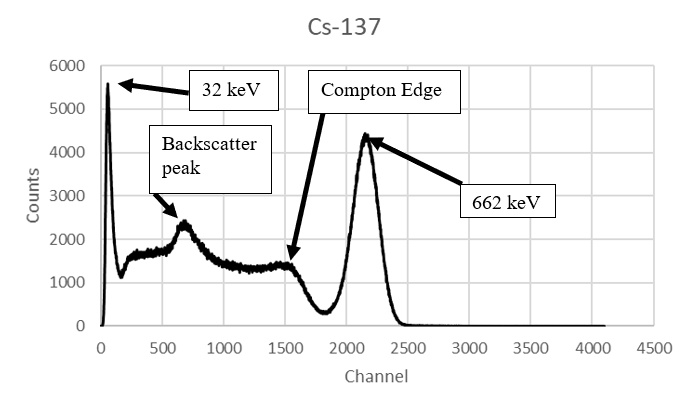 Cs-137
6000
5000
4000
3000
2000
1000
0
Counts
32 keV
Compton Edge
Backscatter
peak
662 keV
0 500 1000 1500 2000 2500 3000 3500 4000 4500
Channel